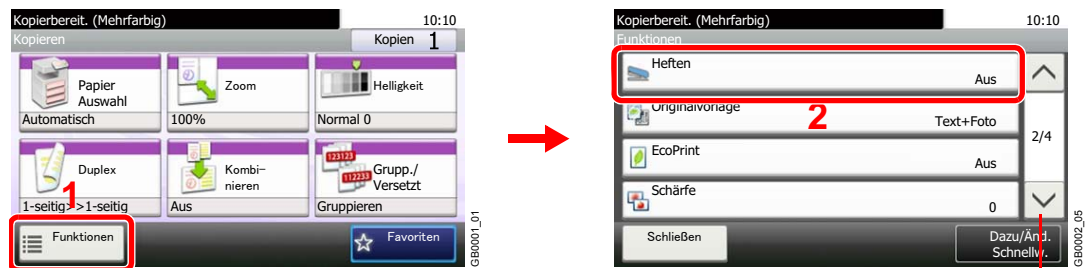 Kopierbereit. (Mehrfarbig) 10:10
Kopieren Kopien 1
Papier
Auswahl
Automatisch
Zoom
100%
Helligkeit
Normal 0
Duplex
1-seitig>>1-seitig
Kombi-
nieren
Aus
123123
112233
Grupp./
Versetzt
Gruppieren
1
Funktionen
Favoriten
GB0001_01
Kopierbereit. (Mehrfarbig) 10:10
Funktionen
Heften
Aus
Originalvorlage
Text+Foto
2
2/4
EcoPrint
Aus
Schärfe
0
Schließen
Dazu/Änd.
Schnellw.
GB0002_05